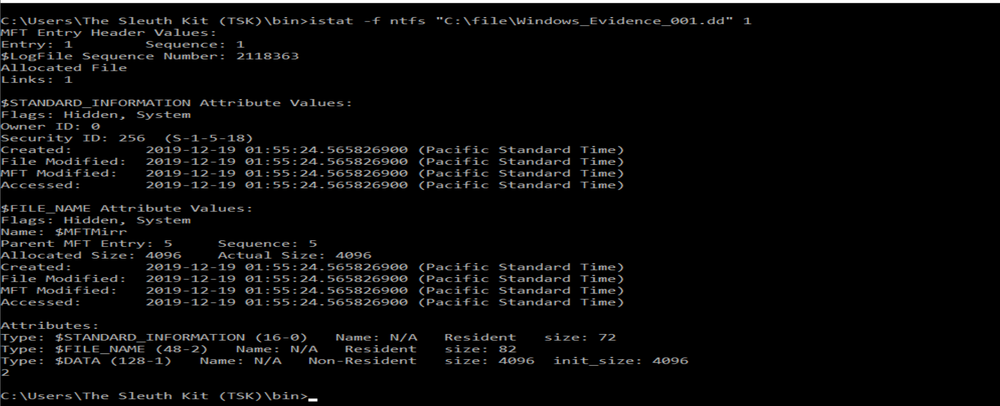 C:\Users\The Sleuth Kit (TSK)\bin>istat -f ntfs "C:\file\Windows_Evidence_001.dd" 1
MFT Entry Header Values:
Entry: 1        Sequence: 1
$LogFile Sequence Number: 2118363
Allocated File
Links: 1

$STANDARD_INFORMATION Attribute Values:
Flags: Hidden, System
Owner ID: 0
Security ID: 256  (S-1-5-18)
Created:        2019-12-19 01:55:24.565826900 (Pacific Standard Time)
File Modified:  2019-12-19 01:55:24.565826900 (Pacific Standard Time)
MFT Modified:   2019-12-19 01:55:24.565826900 (Pacific Standard Time)
Accessed:       2019-12-19 01:55:24.565826900 (Pacific Standard Time)

$FILE_NAME Attribute Values:
Flags: Hidden, System
Name: $MFTMirr
Parent MFT Entry: 5     Sequence: 5
Allocated Size: 4096    Actual Size: 4096
Created:        2019-12-19 01:55:24.565826900 (Pacific Standard Time)
File Modified:  2019-12-19 01:55:24.565826900 (Pacific Standard Time)
MFT Modified:   2019-12-19 01:55:24.565826900 (Pacific Standard Time)
Accessed:       2019-12-19 01:55:24.565826900 (Pacific Standard Time)

Attributes:
Type: $STANDARD_INFORMATION (16-0)   Name: N/A   Resident   size: 72
Type: $FILE_NAME (48-2)   Name: N/A   Resident   size: 82
Type: $DATA (128-1)   Name: N/A   Non-Resident   size: 4096  init_size: 4096
2

C:\Users\The Sleuth Kit (TSK)\bin>